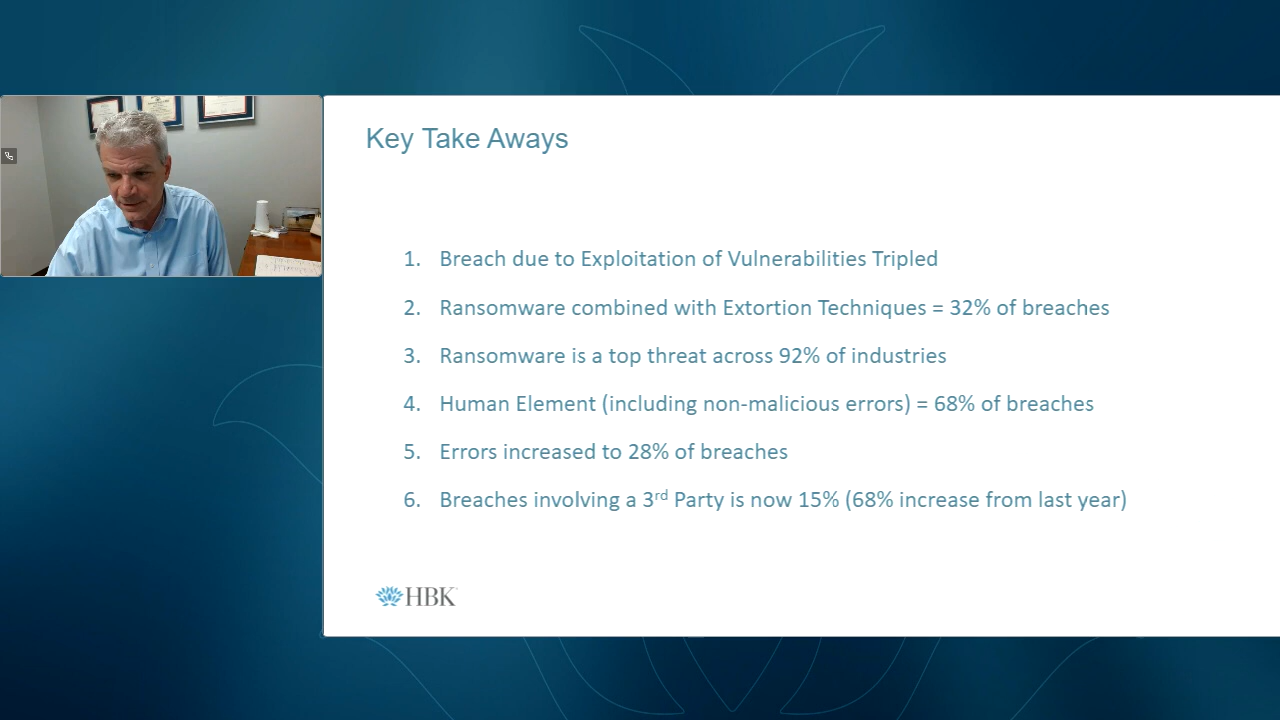 Key Take Aways
1. Breach due to Exploitation of Vulnerabilities Tripled
2. Ransomware combined with Extortion Techniques = 32% of breaches
3. Ransomware is a top threat across 92% of industries
4. Human Element (including non-malicious errors) = 68% of breaches
5. Errors increased to 28% of breaches
6. Breaches involving a 3rd Party is now 15% (68% increase from last year)
HBK